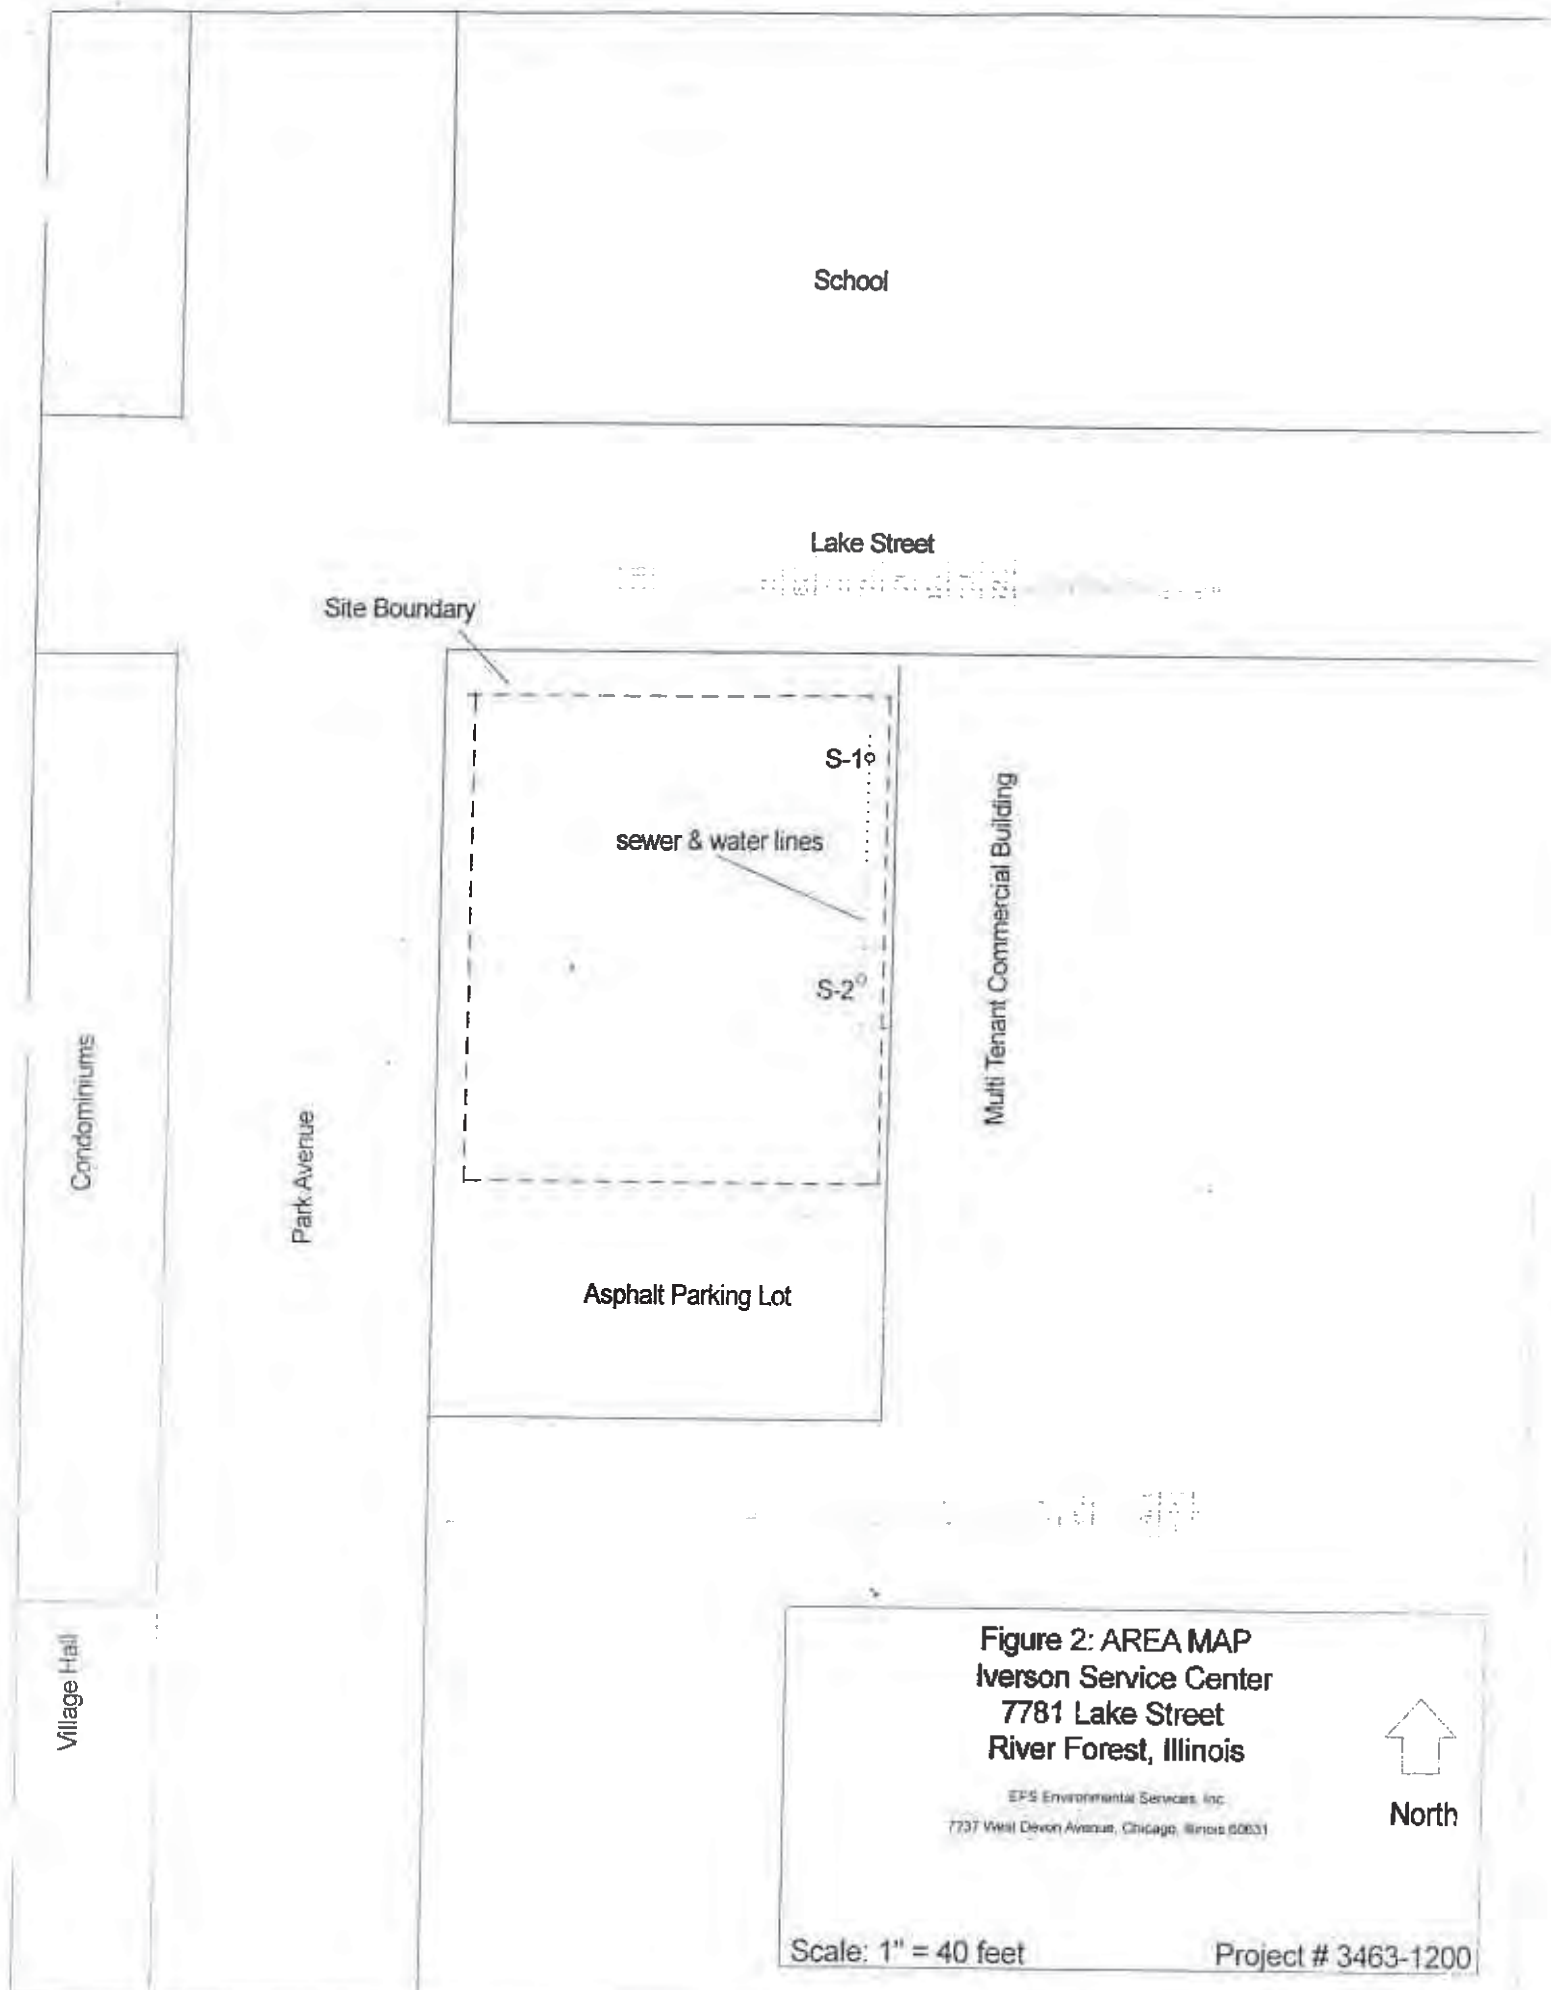 School
Lake Street
Site Boundary
S-1
sewer & water lines
S-2
Multi Tenant Commercial Building
Condominiums
Park Avenue
Asphalt Parking Lot
Village Hall
Figure 2: AREA MAP
Iverson Service Center
7781 Lake Street
River Forest, Illinois
EFS Environmental Services, Inc.
7737 West Devon Avenue, Chicago, Illinois 60631
North
Scale: 1" = 40 feet
Project # 3463-1200